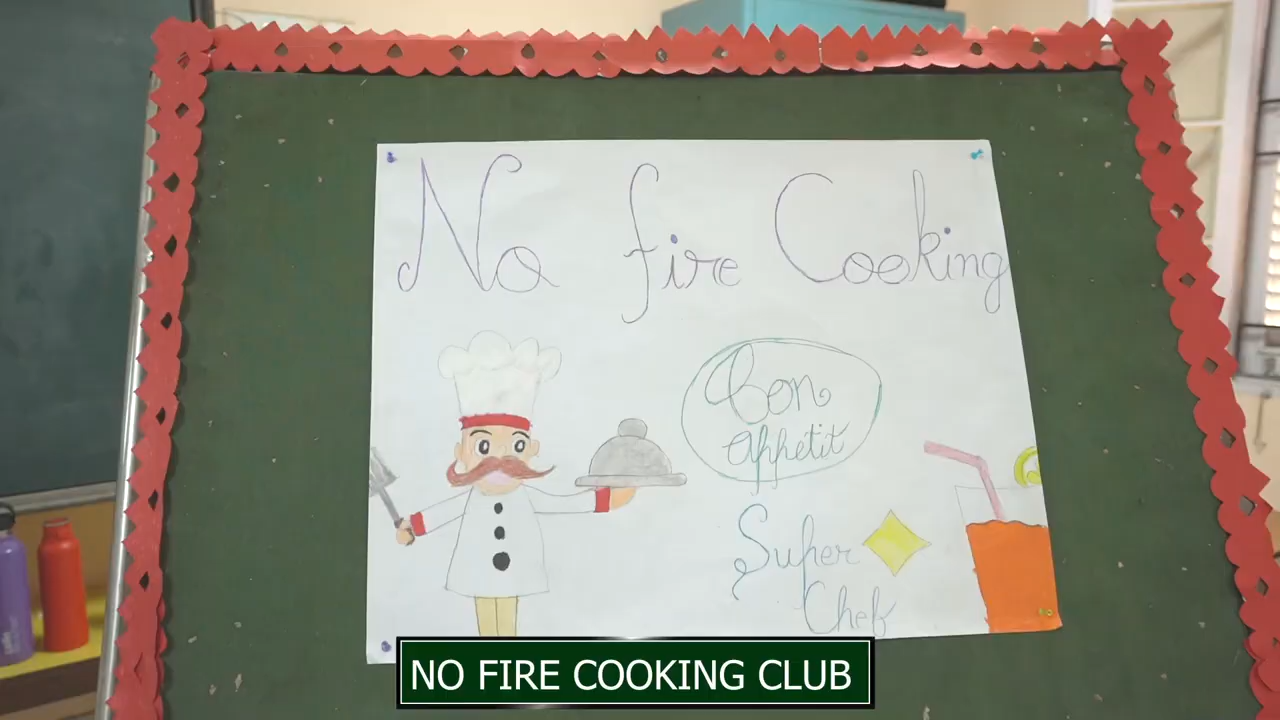 No fire Cooking
Bon
appetit
Super
Chef
NO FIRE COOKING CLUB